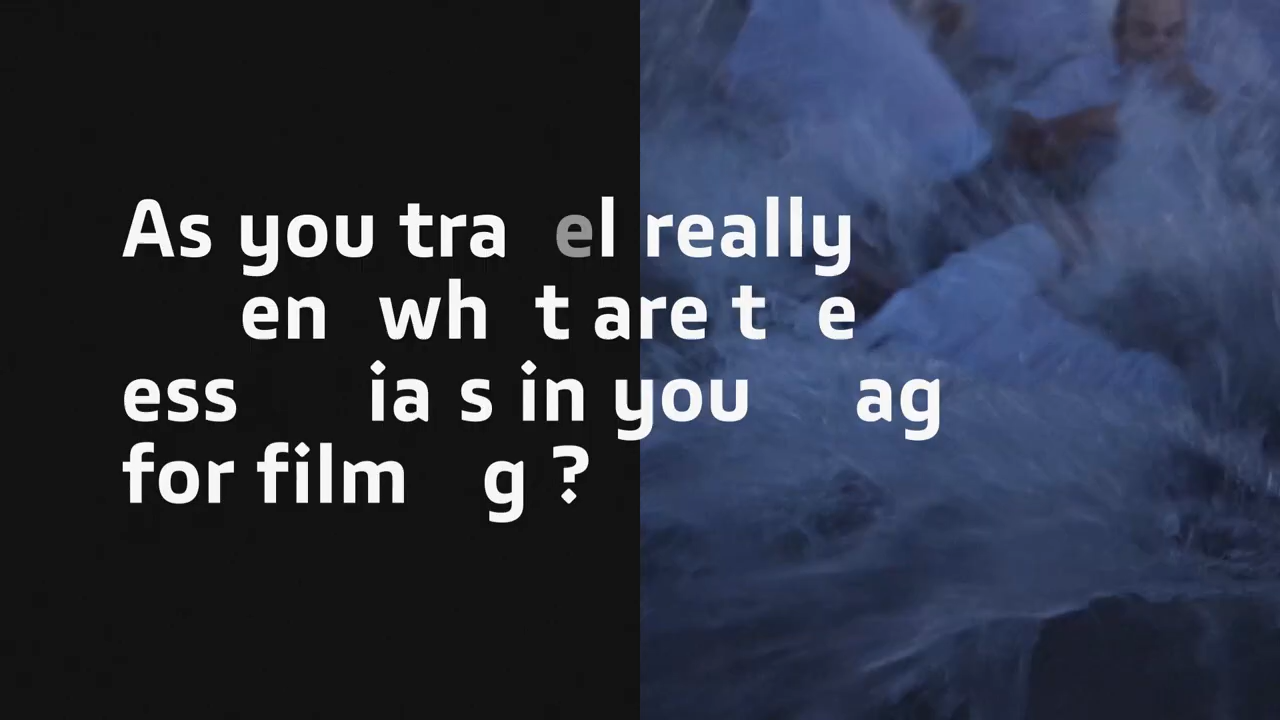 As you tra el really
en wh t are t e
ess ia s in you ag
for film g ?